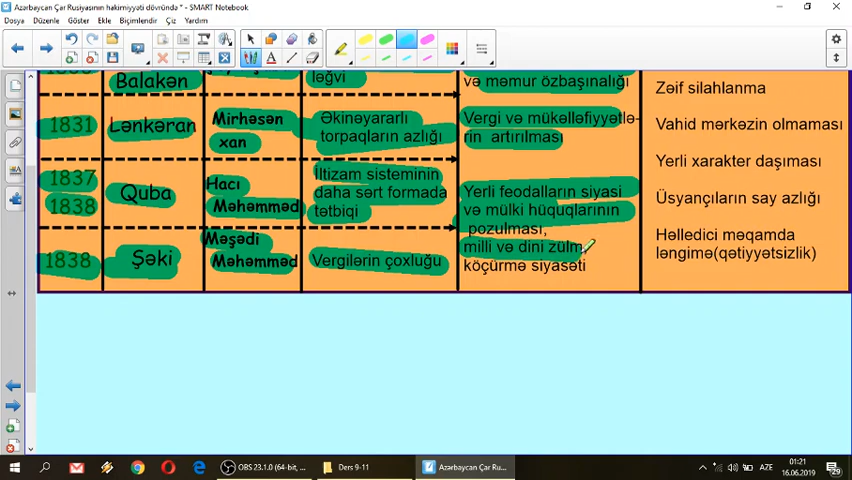 Azərbaycan Çar Rusiyasının hakimiyyəti dövründə * - SMART Notebook
Dosya Düzenle Göster Ekle Biçimlendir Çiz Yardım
Balakən
ləğvi
və məmur özbaşınalığı
Zəif silahlanma
1831
Lənkəran
Mirhəsən
xan
Əkinəyararlı
torpaqların azlığı
Vergi və mükəlləfiyyətlə-
rin artırılması
Vahid mərkəzin olmaması
1837
1838
Quba
Hacı
Məhəmməd
İltizam sisteminin
daha sərt formada
tətbiqi
Yerli feodalların siyasi
və mülki hüquqlarının
pozulması,
milli və dini zülm,
köçürmə siyasəti
Yerli xarakter daşıması
Üsyançıların say azlığı
1838
Şəki
Məşədi
Məhəmməd
Vergilərin çoxluğu
Həlledici məqamda
ləngimə(qətiyyətsizlik)
OBS 23.1.0 (64-bit, ...
Ders 9-11
Azərbaycan Çar Ru...
AZE
01:21
16.06.2019
29